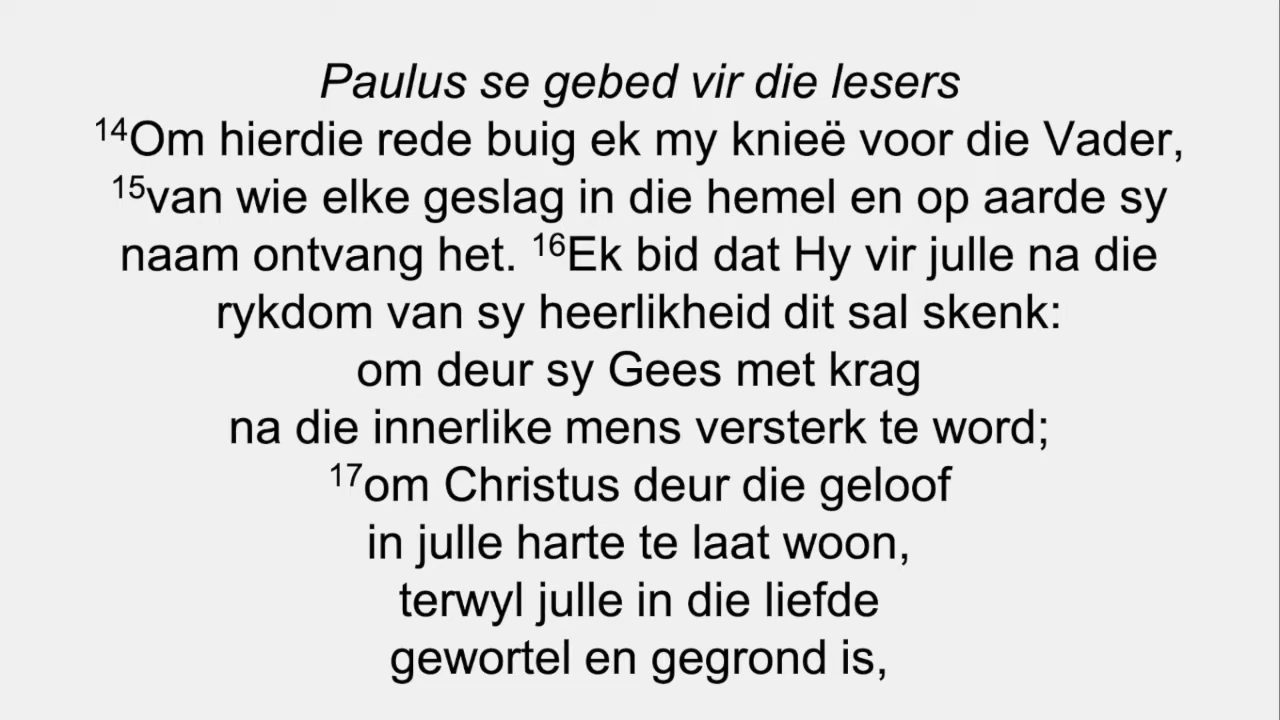 Paulus se gebed vir die lesers
¹⁴Om hierdie rede buig ek my knieë voor die Vader,
¹⁵van wie elke geslag in die hemel en op aarde sy
naam ontvang het. ¹⁶Ek bid dat Hy vir julle na die
rykdom van sy heerlikheid dit sal skenk:
om deur sy Gees met krag
na die innerlike mens versterk te word;
¹⁷om Christus deur die geloof
in julle harte te laat woon,
terwyl julle in die liefde
gewortel en gegrond is,